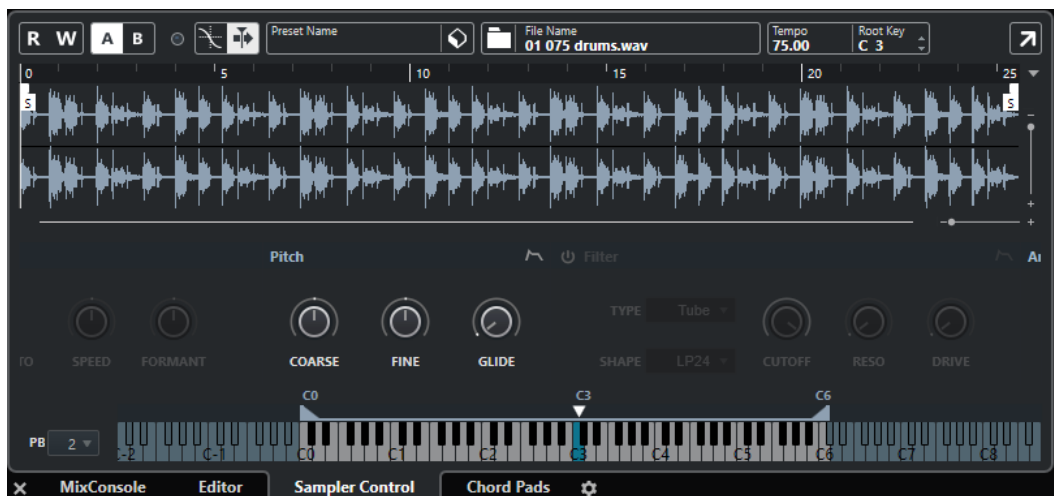 R W A B Preset Name File Name Tempo Root Key
01 075 drums.wav 75.00 C 3
0 5 10 15 20 25
S S
Pitch Filter
TYPE Tube
TO SPEED FORMANT COARSE FINE GLIDE SHAPE LP24 CUTOFF RESO DRIVE
C0 C3 C6
PB 2
C-1 C0 C1 C2 C3 C4 C5 C6 C7 C8
MixConsole Editor Sampler Control Chord Pads